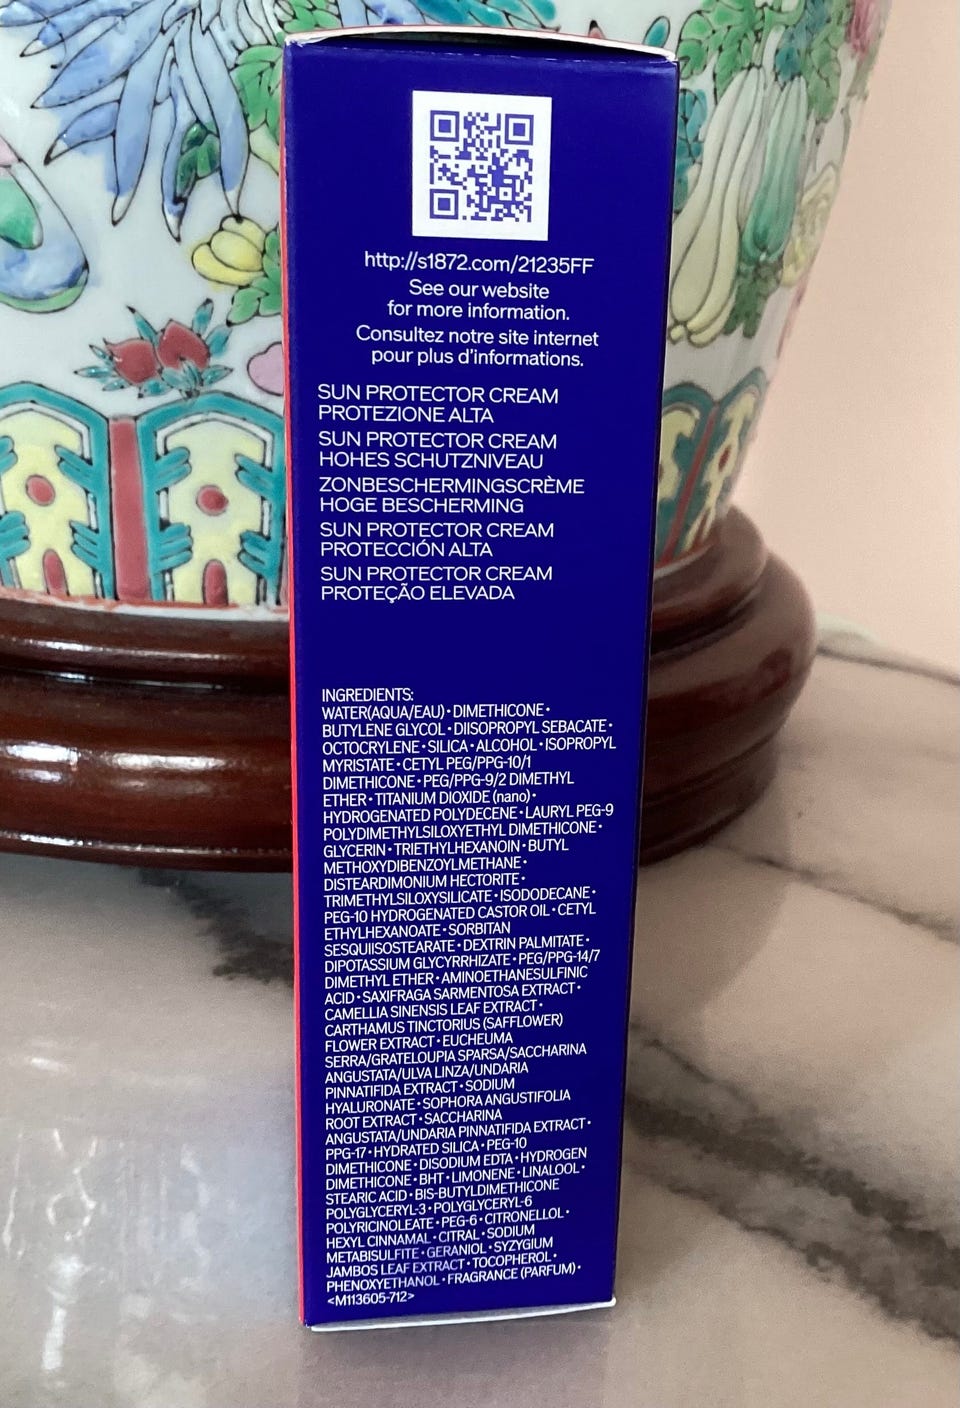 http://s1872.com/21235FF
See our website
for more information.
Consultez notre site internet
pour plus d'informations.
SUN PROTECTOR CREAM
PROTEZIONE ALTA
SUN PROTECTOR CREAM
HOHES SCHUTZNIVEAU
ZONBESCHERMINGSCRÈME
HOGE BESCHERMING
SUN PROTECTOR CREAM
PROTECCIÓN ALTA
SUN PROTECTOR CREAM
PROTEÇÃO ELEVADA
INGREDIENTS:
WATER(AQUA/EAU)・DIMETHICONE・
BUTYLENE GLYCOL・DIISOPROPYL SEBACATE・
OCTOCRYLENE・SILICA・ALCOHOL・ISOPROPYL
MYRISTATE・CETYL PEG/PPG-10/1
DIMETHICONE・PEG/PPG-9/2 DIMETHYL
ETHER・TITANIUM DIOXIDE (nano)・
HYDROGENATED POLYDECENE・LAURYL PEG-9
POLYDIMETHYLSILOXYETHYL DIMETHICONE・
GLYCERIN・TRIETHYLHEXANOIN・BUTYL
METHOXYDIBENZOYLMETHANE・
DISTEARDIMONIUM HECTORITE・
TRIMETHYLSILOXYSILICATE・ISODODECANE・
PEG-10 HYDROGENATED CASTOR OIL・CETYL
ETHYLHEXANOATE・SORBITAN
SESQUIISOSTEARATE・DEXTRIN PALMITATE・
DIPOTASSIUM GLYCYRRHIZATE・PEG/PPG-14/7
DIMETHYL ETHER・AMINOETHANESULFINIC
ACID・SAXIFRAGA SARMENTOSA EXTRACT・
CAMELLIA SINENSIS LEAF EXTRACT・
CARTHAMUS TINCTORIUS (SAFFLOWER)
FLOWER EXTRACT・EUCHEUMA
SERRA/GRATELOUPIA SPARSA/SACCHARINA
ANGUSTATA/ULVA LINZA/UNDARIA
PINNATIFIDA EXTRACT・SODIUM
HYALURONATE・SOPHORA ANGUSTIFOLIA
ROOT EXTRACT・SACCHARINA
ANGUSTATA/UNDARIA PINNATIFIDA EXTRACT・
PPG-17・HYDRATED SILICA・PEG-10
DIMETHICONE・DISODIUM EDTA・HYDROGEN
DIMETHICONE・BHT・LIMONENE・LINALOOL・
STEARIC ACID・BIS-BUTYLDIMETHICONE
POLYGLYCERYL-3・POLYGLYCERYL-6
POLYRICINOLEATE・PEG-6・CITRONELLOL・
HEXYL CINNAMAL・CITRAL・SODIUM
METABISULFITE・GERANIOL・SYZYGIUM
JAMBOS LEAF EXTRACT・TOCOPHEROL・
PHENOXYETHANOL・FRAGRANCE (PARFUM)・
<M113605-712>